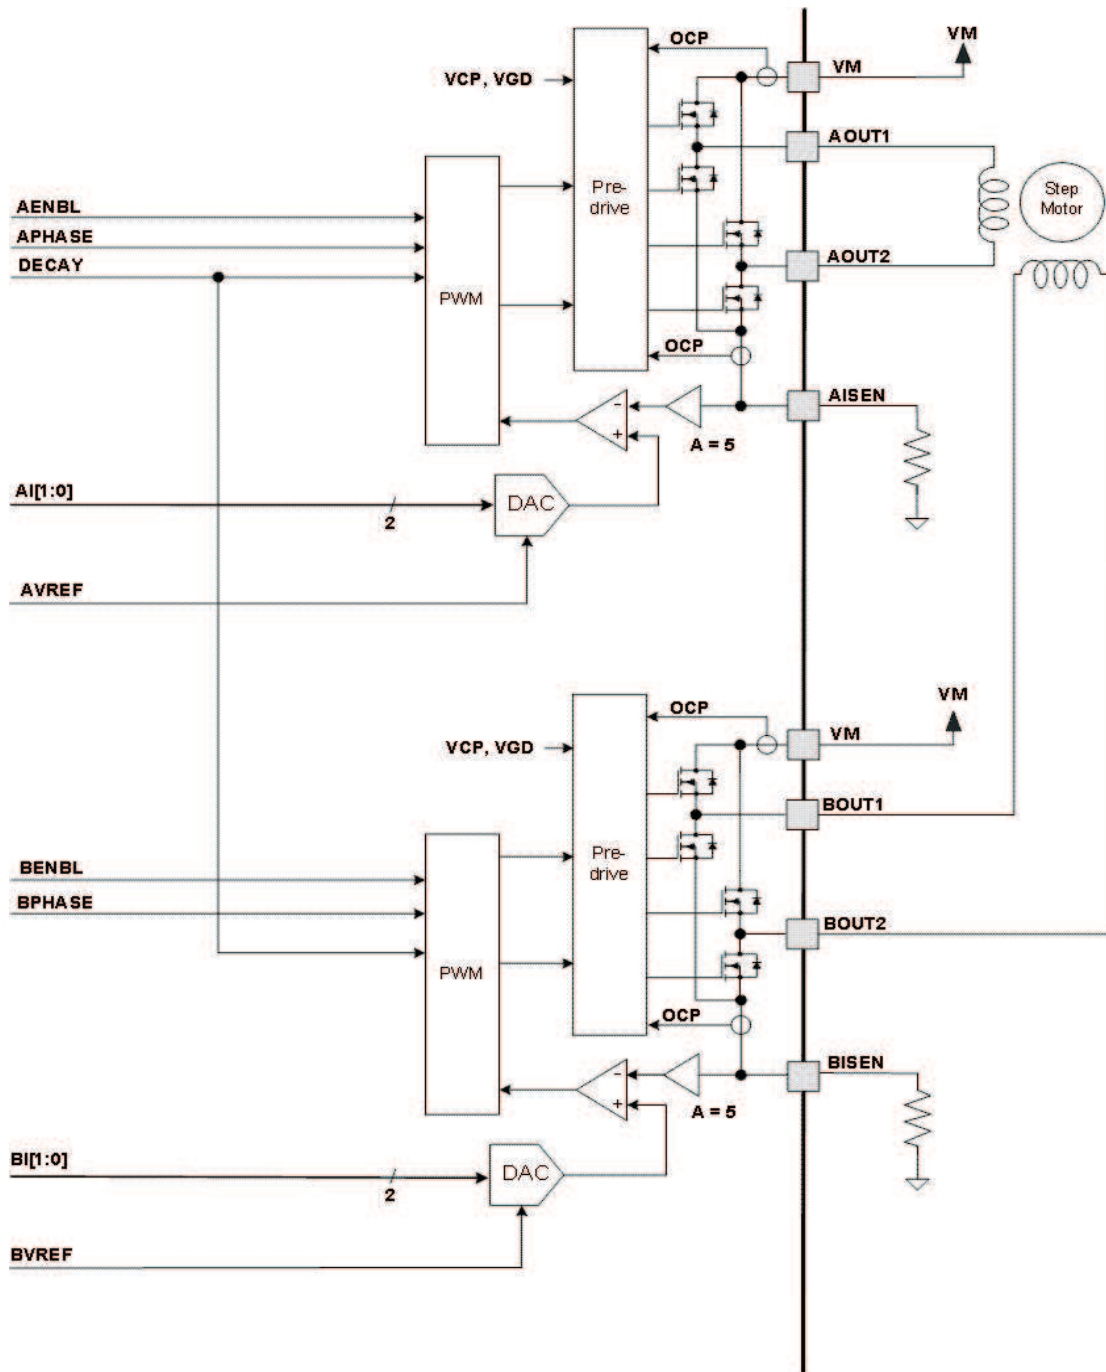 OCP
VM
VM
VCP, VGD
AOUT1
Pre-
drive
Step
Motor
AENBL
APHASE
DECAY
AOUT2
PWM
OCP
AISEN
-
+
A = 5
AI[1:0]
2
DAC
AVREF
OCP
VM
VM
VCP, VGD
BOUT1
Pre-
drive
BENBL
BPHASE
BOUT2
PWM
OCP
BISEN
-
+
A = 5
BI[1:0]
2
DAC
BVREF